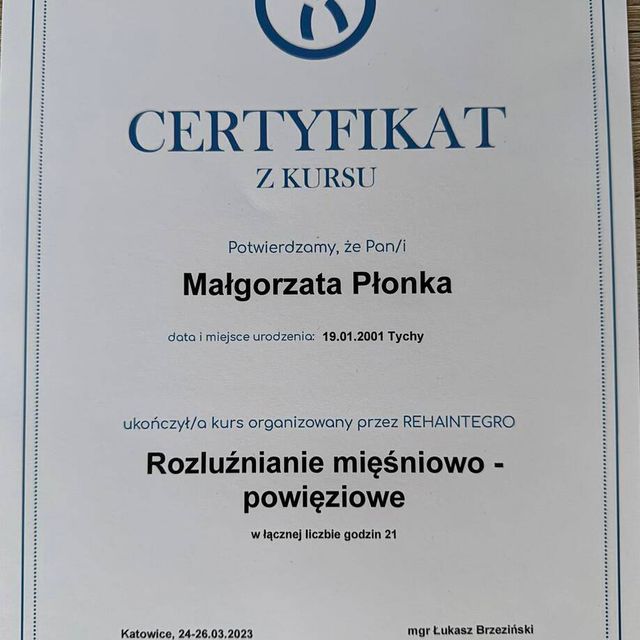 CERTYFIKAT
Z KURSU
Potwierdzamy, że Pan/i
Małgorzata Płonka
data i miejsce urodzenia: 19.01.2001 Tychy
ukończył/a kurs organizowany przez REHAINTEGRO
Rozluźnianie mięśniowo -
powięziowe
w łącznej liczbie godzin 21
Katowice, 24-26.03.2023 mgr Łukasz Brzeziński